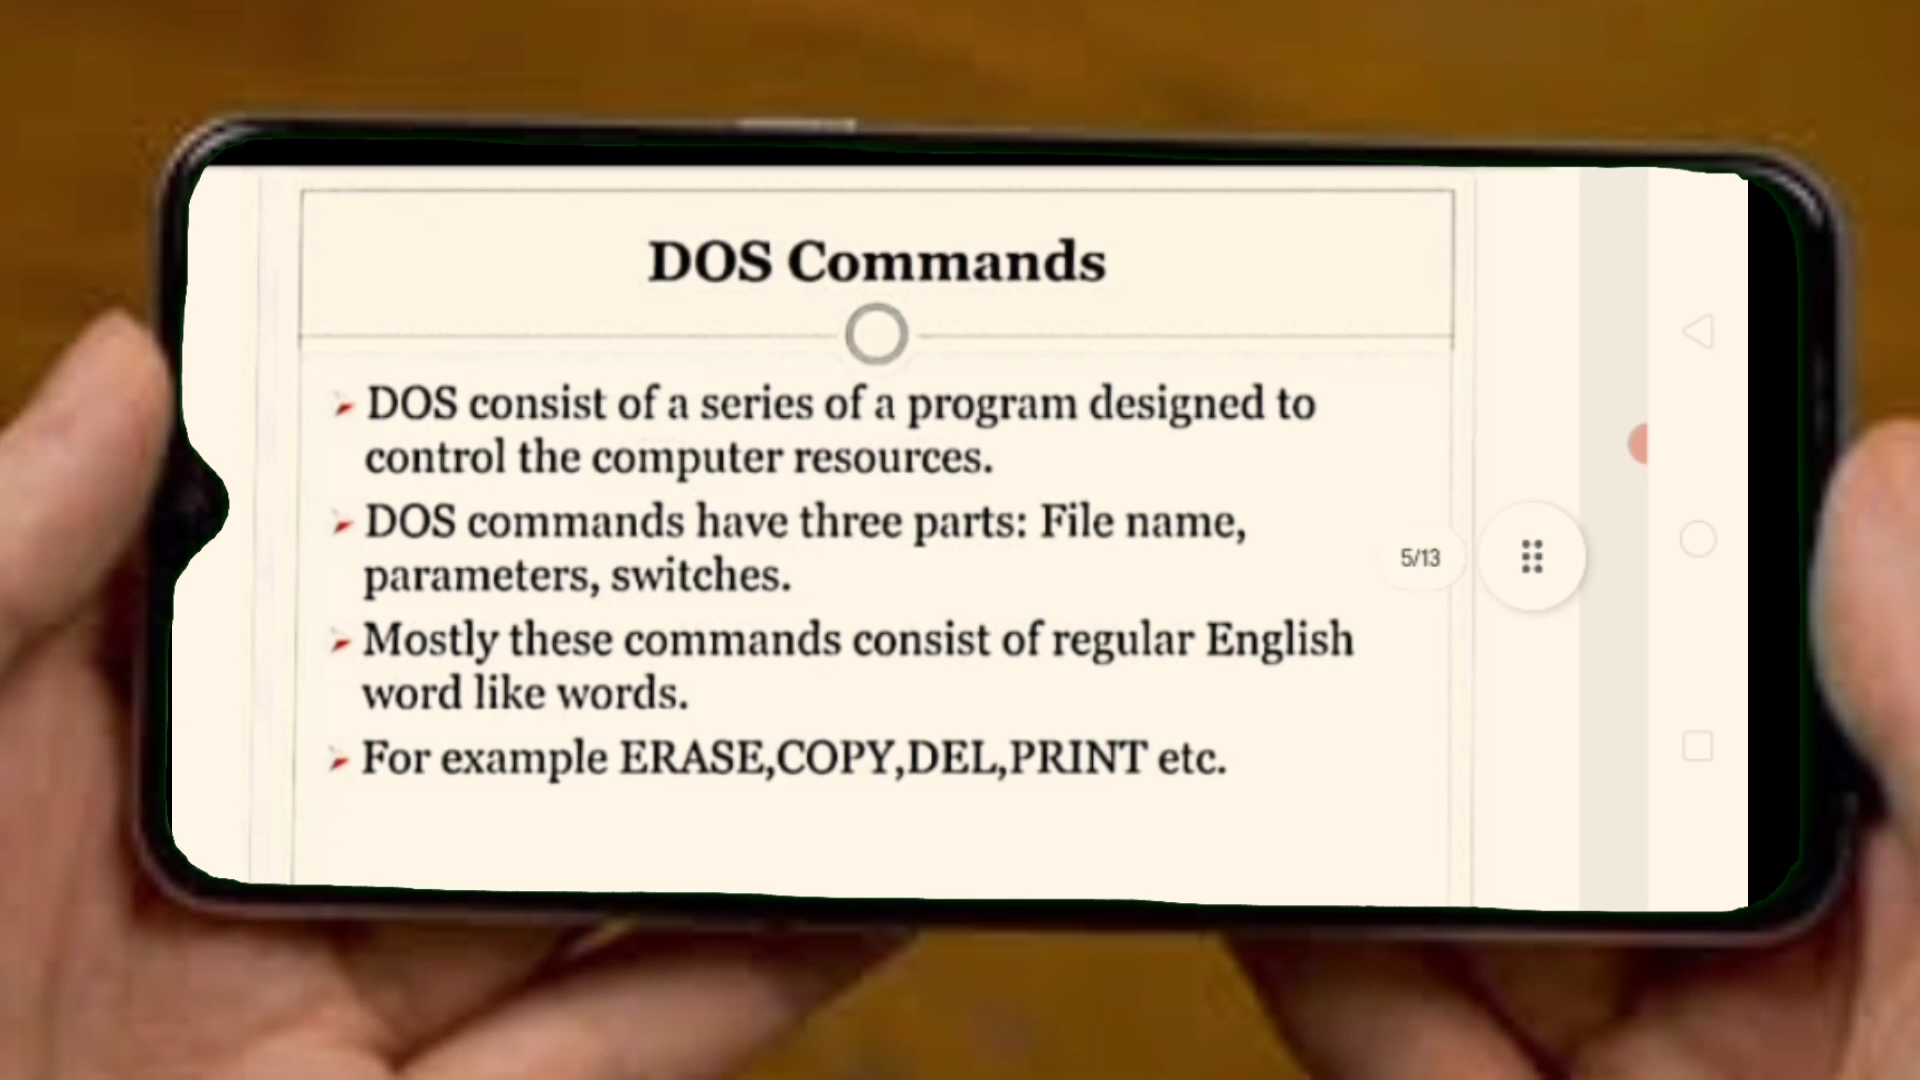 DOS Commands
DOS consist of a series of a program designed to
control the computer resources.
DOS commands have three parts: File name,
parameters, switches.
5/13
Mostly these commands consist of regular English
word like words.
For example ERASE,COPY,DEL,PRINT etc.